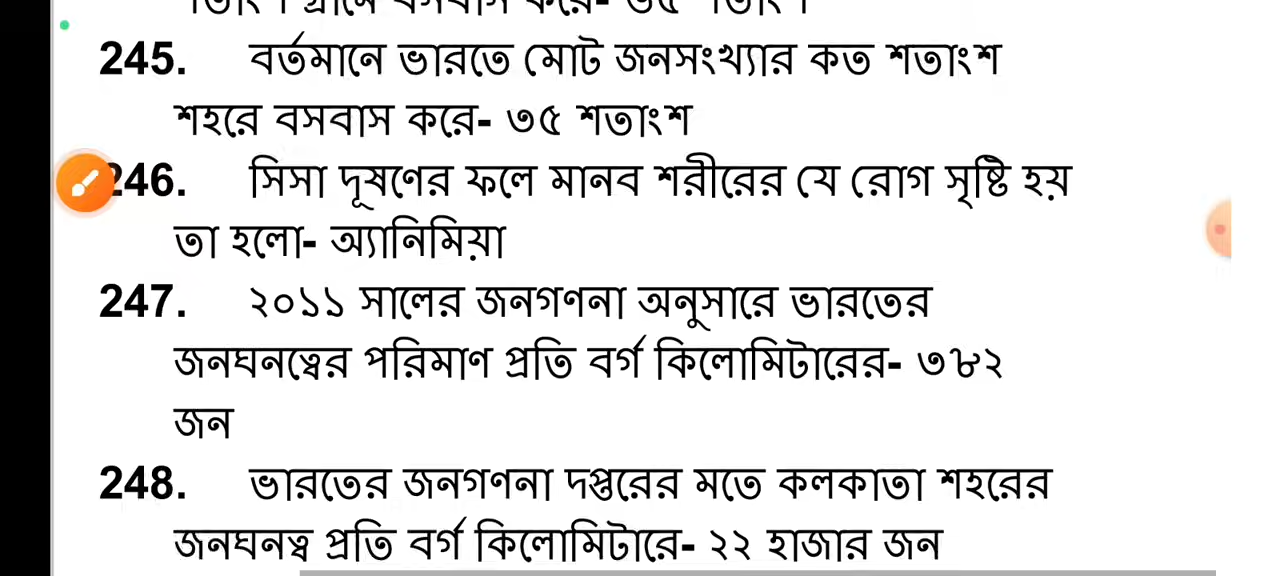 245. বর্তমানে ভারতে মোট জনসংখ্যার কত শতাংশ
শহরে বসবাস করে- ৩৫ শতাংশ
246. সিসা দূষণের ফলে মানব শরীরের যে রোগ সৃষ্টি হয়
তা হলো- অ্যানিমিয়া
247. ২০১১ সালের জনগণনা অনুসারে ভারতের
জনঘনত্বের পরিমাণ প্রতি বর্গ কিলোমিটারের- ৩৮২
জন
248. ভারতের জনগণনা দপ্তরের মতে কলকাতা শহরের
জনঘনত্ব প্রতি বর্গ কিলোমিটারে- ২২ হাজার জন